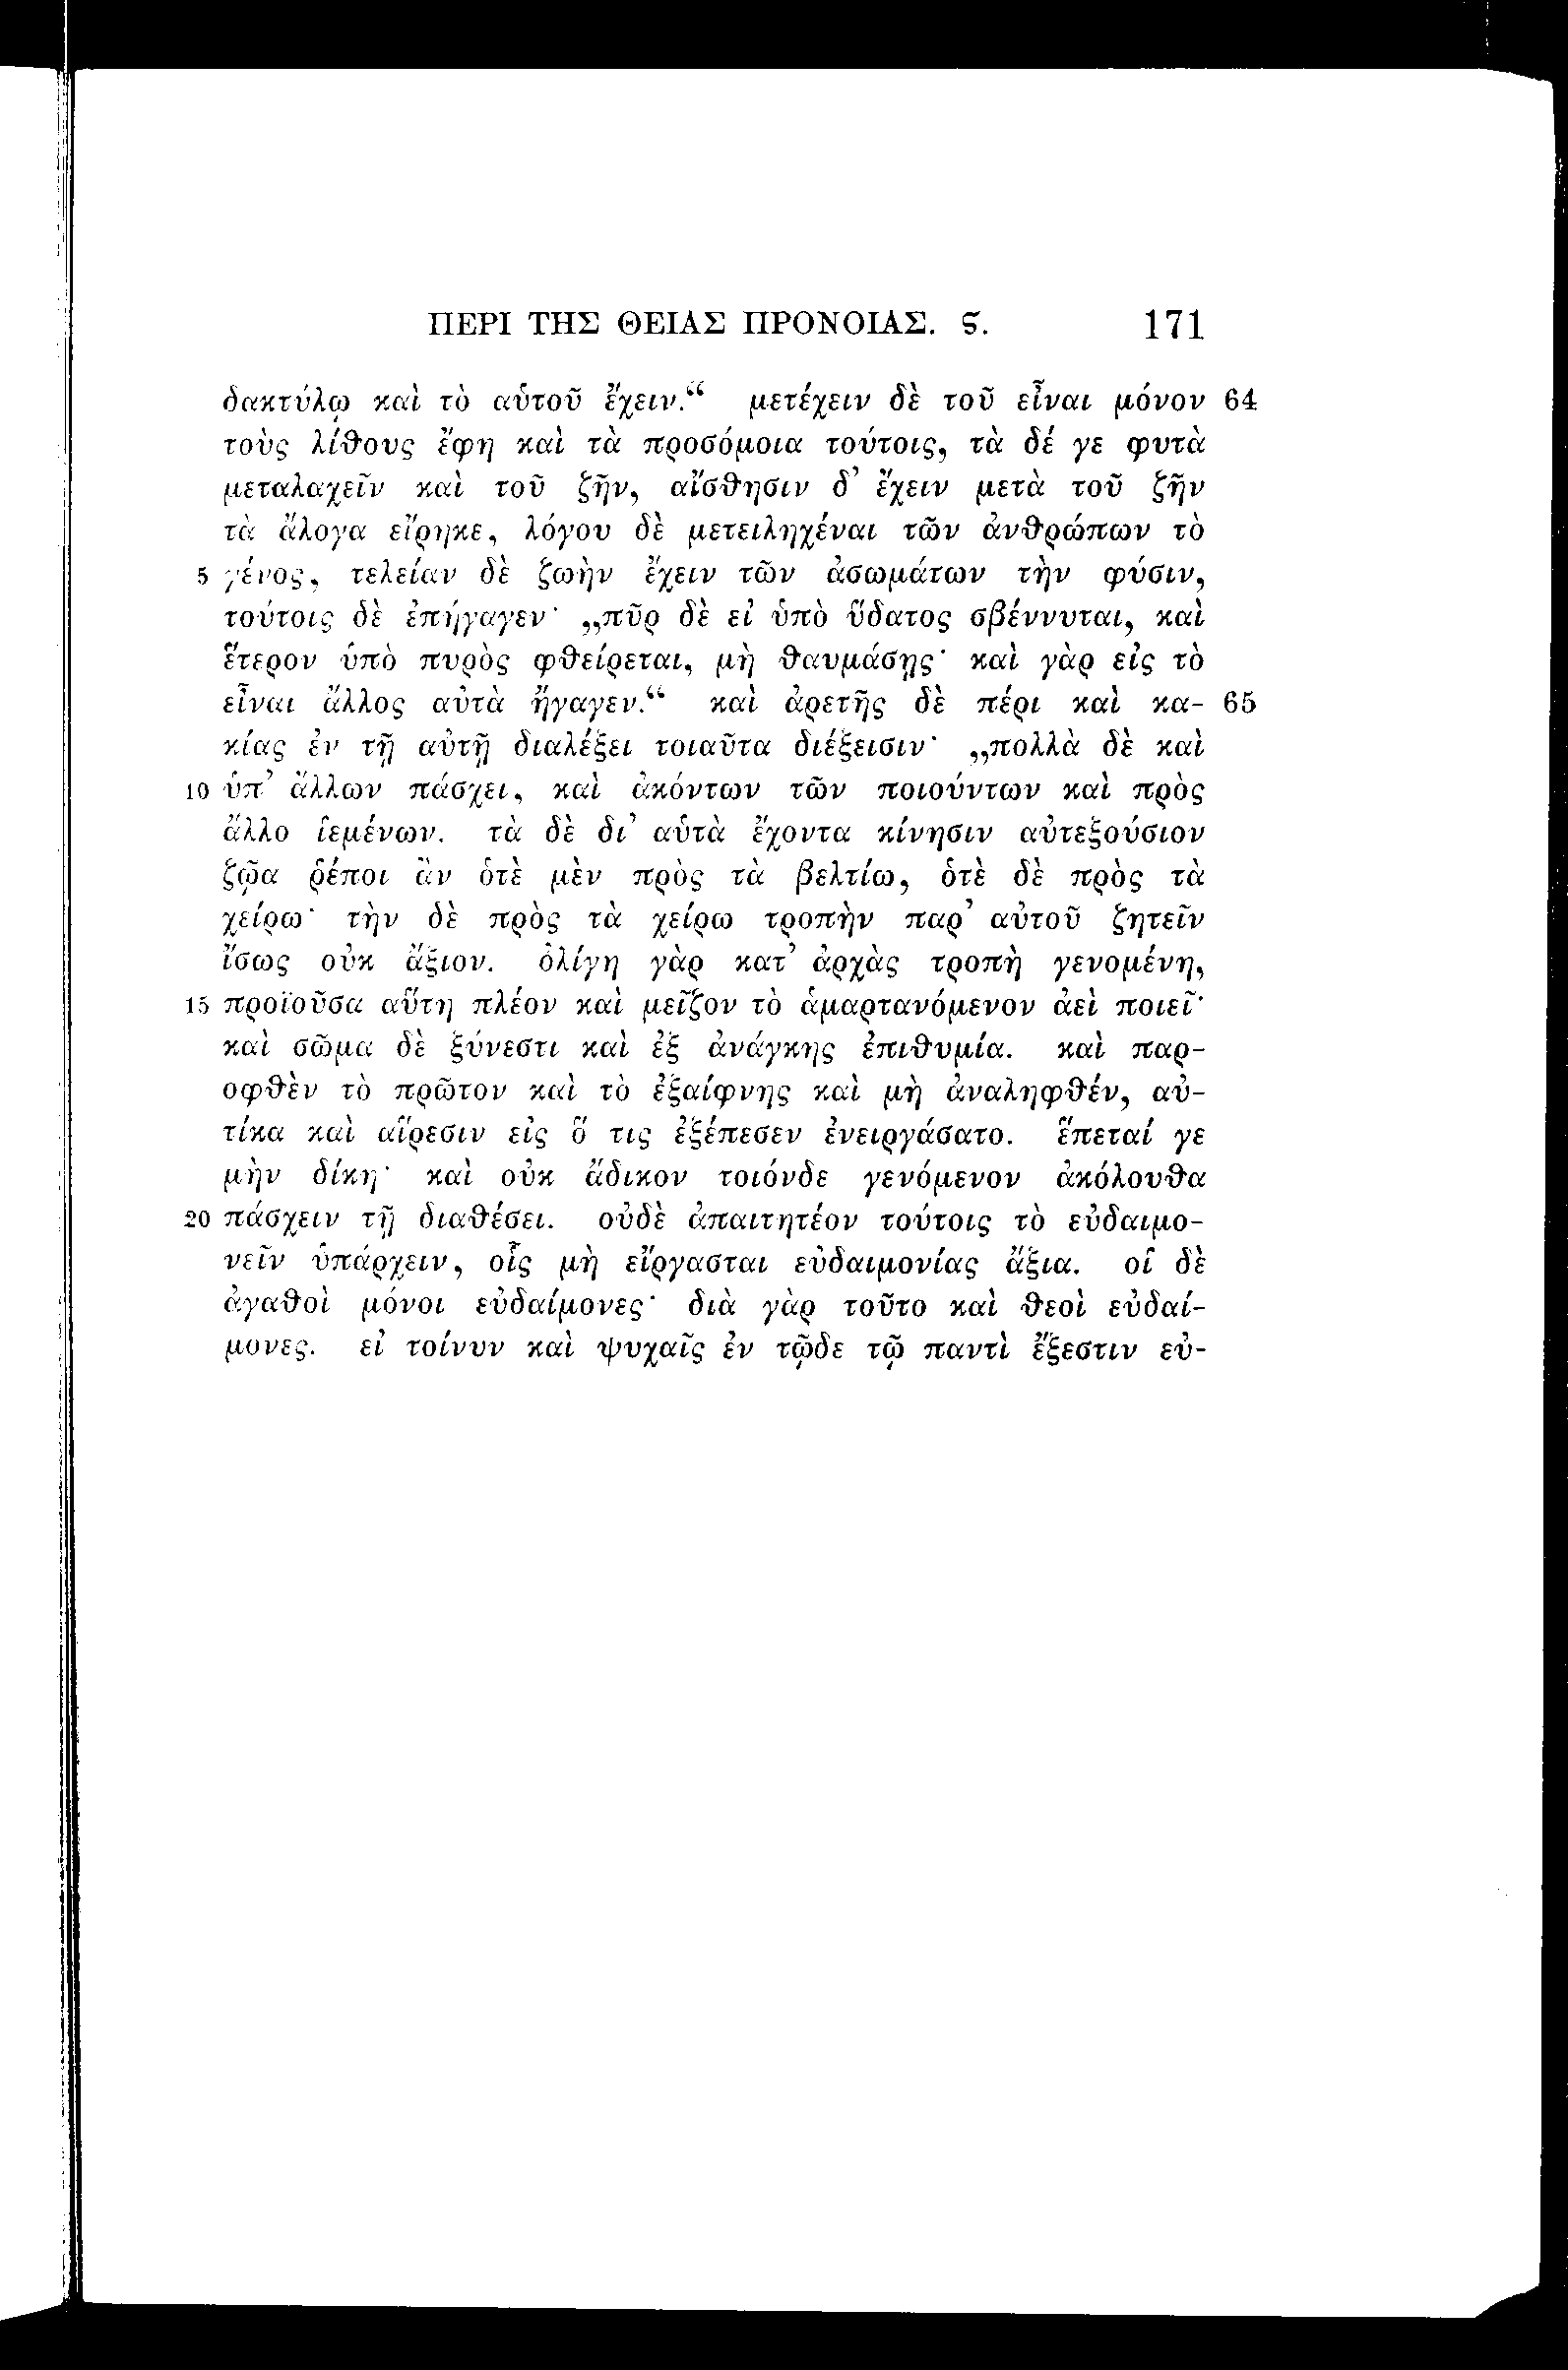 ΠΕΡΙ ΤΗΣ ΘΕΙΑΣ ΠΡΟΝΟΙΑΣ. Ϛ. 171
δακτύλῳ καὶ τὸ αὑτοῦ ἔχειν.“ μετέχειν δὲ τοῦ εἶναι μόνον 64
τοὺς λίθους ἔφη καὶ τὰ προσόμοια τούτοις, τὰ δέ γε φυτὰ
μεταλαχεῖν καὶ τοῦ ζῆν, αἴσθησιν δ’ ἔχειν μετὰ τοῦ ζῆν
τὰ ἄλογα εἴρηκε, λόγου δὲ μετειληχέναι τῶν ἀνθρώπων τὸ
5 γένος, τελείαν δὲ ζωὴν ἔχειν τῶν ἀσωμάτων τὴν φύσιν,
τούτοις δὲ ἐπήγαγεν· „πῦρ δὲ εἰ ὑπὸ ὕδατος σβέννυται, καὶ
ἕτερον ὑπὸ πυρὸς φθείρεται, μὴ θαυμάσῃς· καὶ γὰρ εἰς τὸ
εἶναι ἄλλος αὐτὰ ἤγαγεν.“ καὶ ἀρετῆς δὲ πέρι καὶ κα- 65
κίας ἐν τῇ αὐτῇ διαλέξει τοιαῦτα διέξεισιν· „πολλὰ δὲ καὶ
10 ὑπ’ ἄλλων πάσχει, καὶ ἀκόντων τῶν ποιούντων καὶ πρὸς
ἄλλο ἱεμένων. τὰ δὲ δι’ αὑτὰ ἔχοντα κίνησιν αὐτεξούσιον
ζῷα ῥέποι ἂν ὁτὲ μὲν πρὸς τὰ βελτίω, ὁτὲ δὲ πρὸς τὰ
χείρω· τὴν δὲ πρὸς τὰ χείρω τροπὴν παρ’ αὐτοῦ ζητεῖν
ἴσως οὐκ ἄξιον. ὀλίγη γὰρ κατ’ ἀρχὰς τροπὴ γενομένη,
15 προϊοῦσα αὕτη πλέον καὶ μεῖζον τὸ ἁμαρτανόμενον ἀεὶ ποιεῖ·
καὶ σῶμα δὲ ξύνεστι καὶ ἐξ ἀνάγκης ἐπιθυμία. καὶ παρ-
οφθὲν τὸ πρῶτον καὶ τὸ ἐξαίφνης καὶ μὴ ἀναληφθέν, αὐ-
τίκα καὶ αἵρεσιν εἰς ὅ τις ἐξέπεσεν ἐνειργάσατο. ἕπεταί γε
μὴν δίκη· καὶ οὐκ ἄδικον τοιόνδε γενόμενον ἀκόλουθα
20 πάσχειν τῇ διαθέσει. οὐδὲ ἀπαιτητέον τούτοις τὸ εὐδαιμο-
νεῖν ὑπάρχειν, οἷς μὴ εἴργασται εὐδαιμονίας ἄξια. οἱ δὲ
ἀγαθοὶ μόνοι εὐδαίμονες· διὰ γὰρ τοῦτο καὶ θεοὶ εὐδαί-
μονες. εἰ τοίνυν καὶ ψυχαῖς ἐν τῷδε τῷ παντὶ ἔξεστιν εὐ-